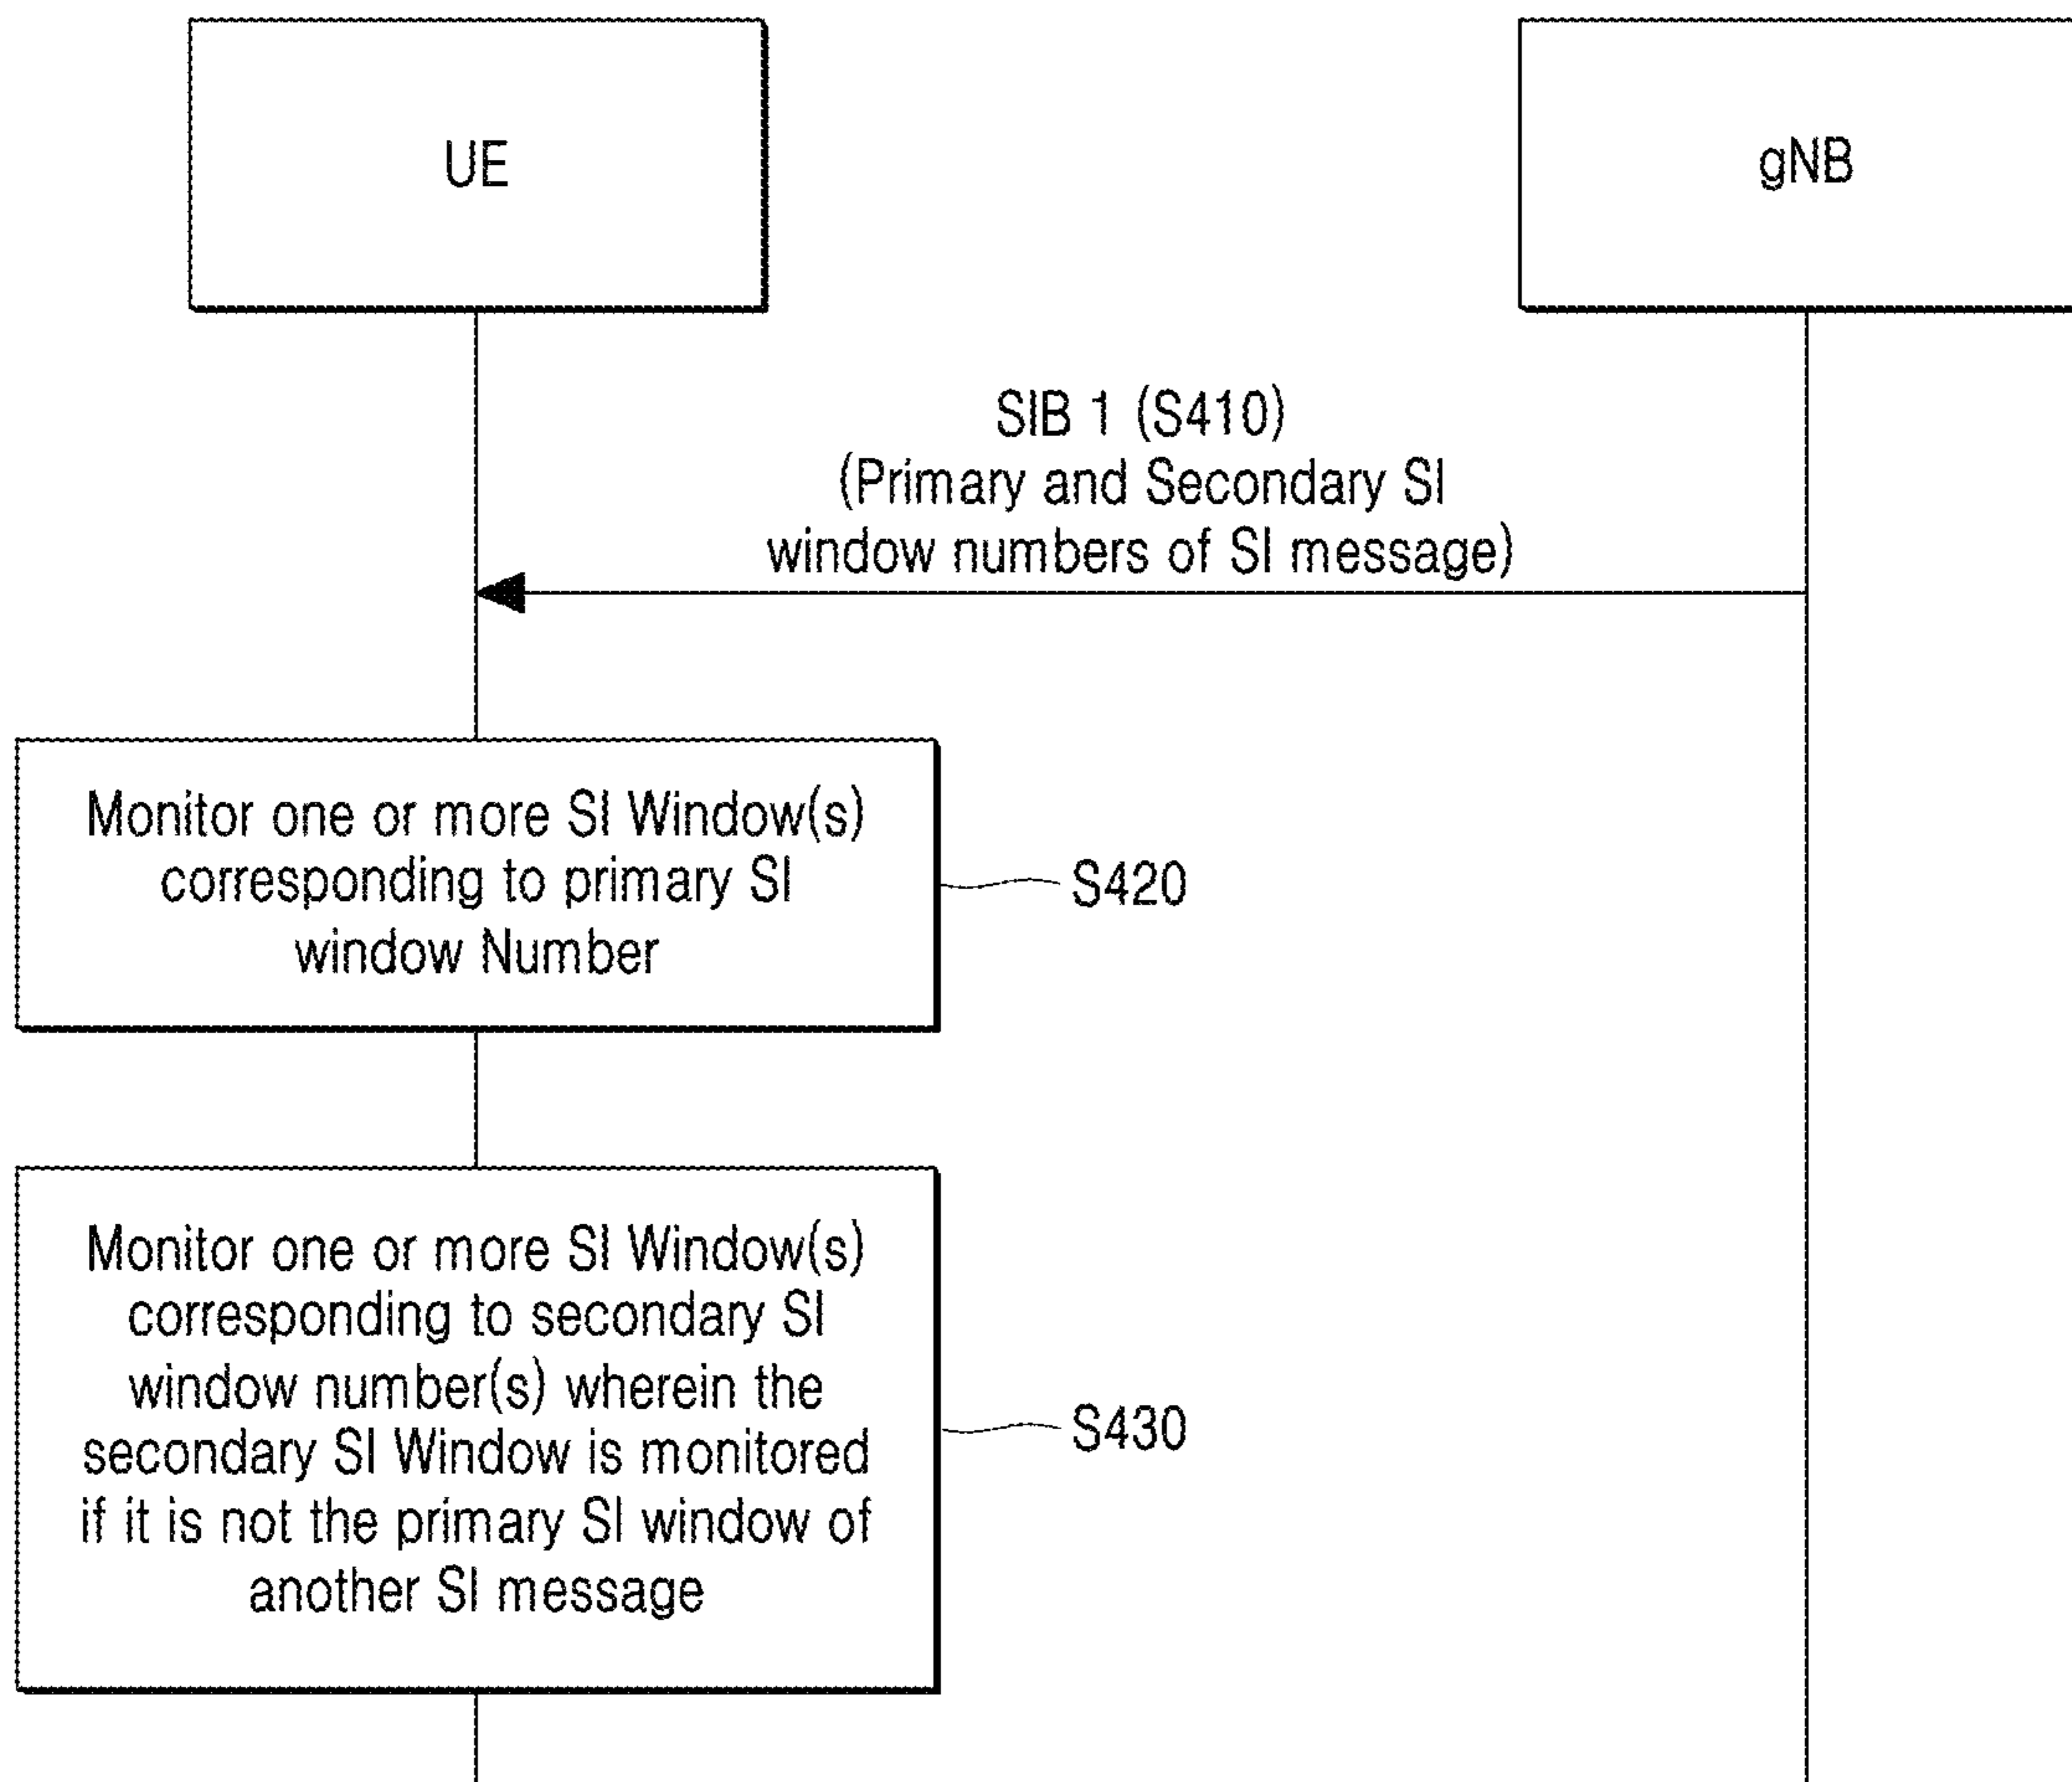 UE
gNB
SIB 1 (S410)
(Primary and Secondary SI
window numbers of SI message)
Monitor one or more SI Window(s)
corresponding to primary SI
window Number
S420
Monitor one or more SI Window(s)
corresponding to secondary SI
window number(s) wherein the
secondary SI Window is monitored
if it is not the primary SI window of
another SI message
S430